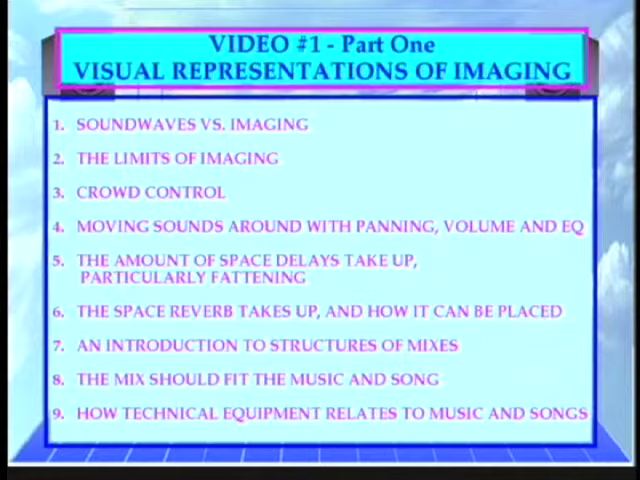 VIDEO #1 - Part One
VISUAL REPRESENTATIONS OF IMAGING
1. SOUNDWAVES VS. IMAGING
2. THE LIMITS OF IMAGING
3. CROWD CONTROL
4. MOVING SOUNDS AROUND WITH PANNING, VOLUME AND EQ
5. THE AMOUNT OF SPACE DELAYS TAKE UP,
PARTICULARLY FATTENING
6. THE SPACE REVERB TAKES UP, AND HOW IT CAN BE PLACED
7. AN INTRODUCTION TO STRUCTURES OF MIXES
8. THE MIX SHOULD FIT THE MUSIC AND SONG
9. HOW TECHNICAL EQUIPMENT RELATES TO MUSIC AND SONGS